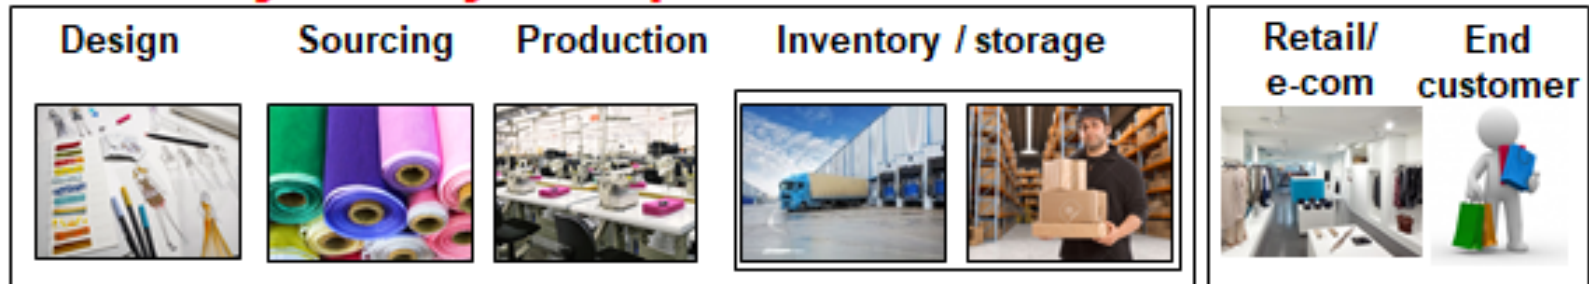 Design
Sourcing
Production
Inventory / storage
Retail/
e-com
End
customer